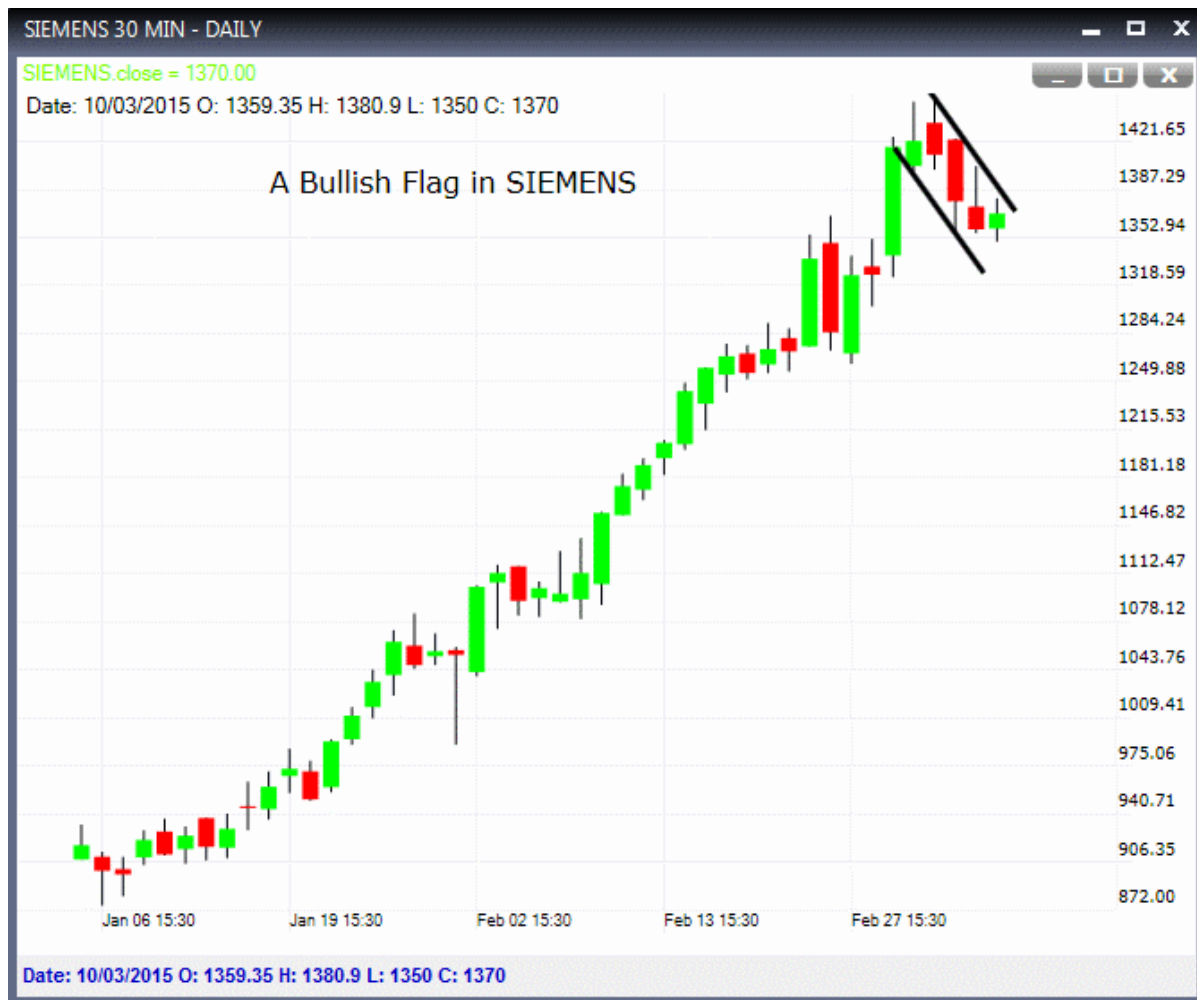 SIEMENS 30 MIN - DAILY
SIEMENS.close = 1370.00
Date: 10/03/2015 O: 1359.35 H: 1380.9 L: 1350 C: 1370
A Bullish Flag in SIEMENS
1421.65
1387.29
1352.94
1318.59
1284.24
1249.88
1215.53
1181.18
1146.82
1112.47
1078.12
1043.76
1009.41
975.06
940.71
906.35
872.00
Jan 06 15:30 Jan 19 15:30 Feb 02 15:30 Feb 13 15:30 Feb 27 15:30
Date: 10/03/2015 O: 1359.35 H: 1380.9 L: 1350 C: 1370